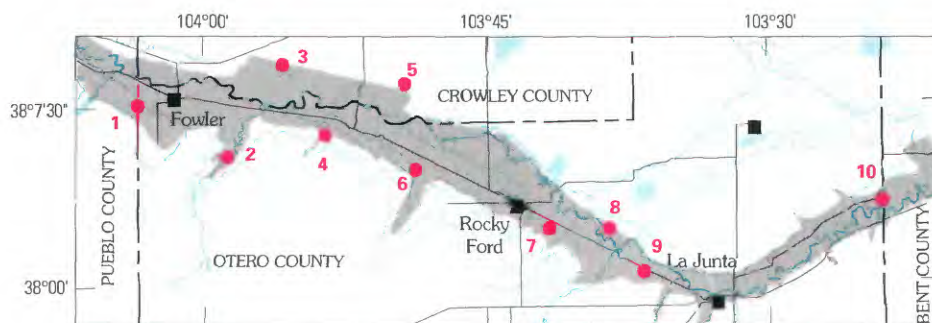 104°00'
103°45'
103°30'
3
5
CROWLEY COUNTY
38°7'30"
Fowler
1
2
4
6
10
PUEBLO COUNTY
Rocky
Ford
7
8
9
La Junta
OTERO COUNTY
38°00'
BENT COUNTY